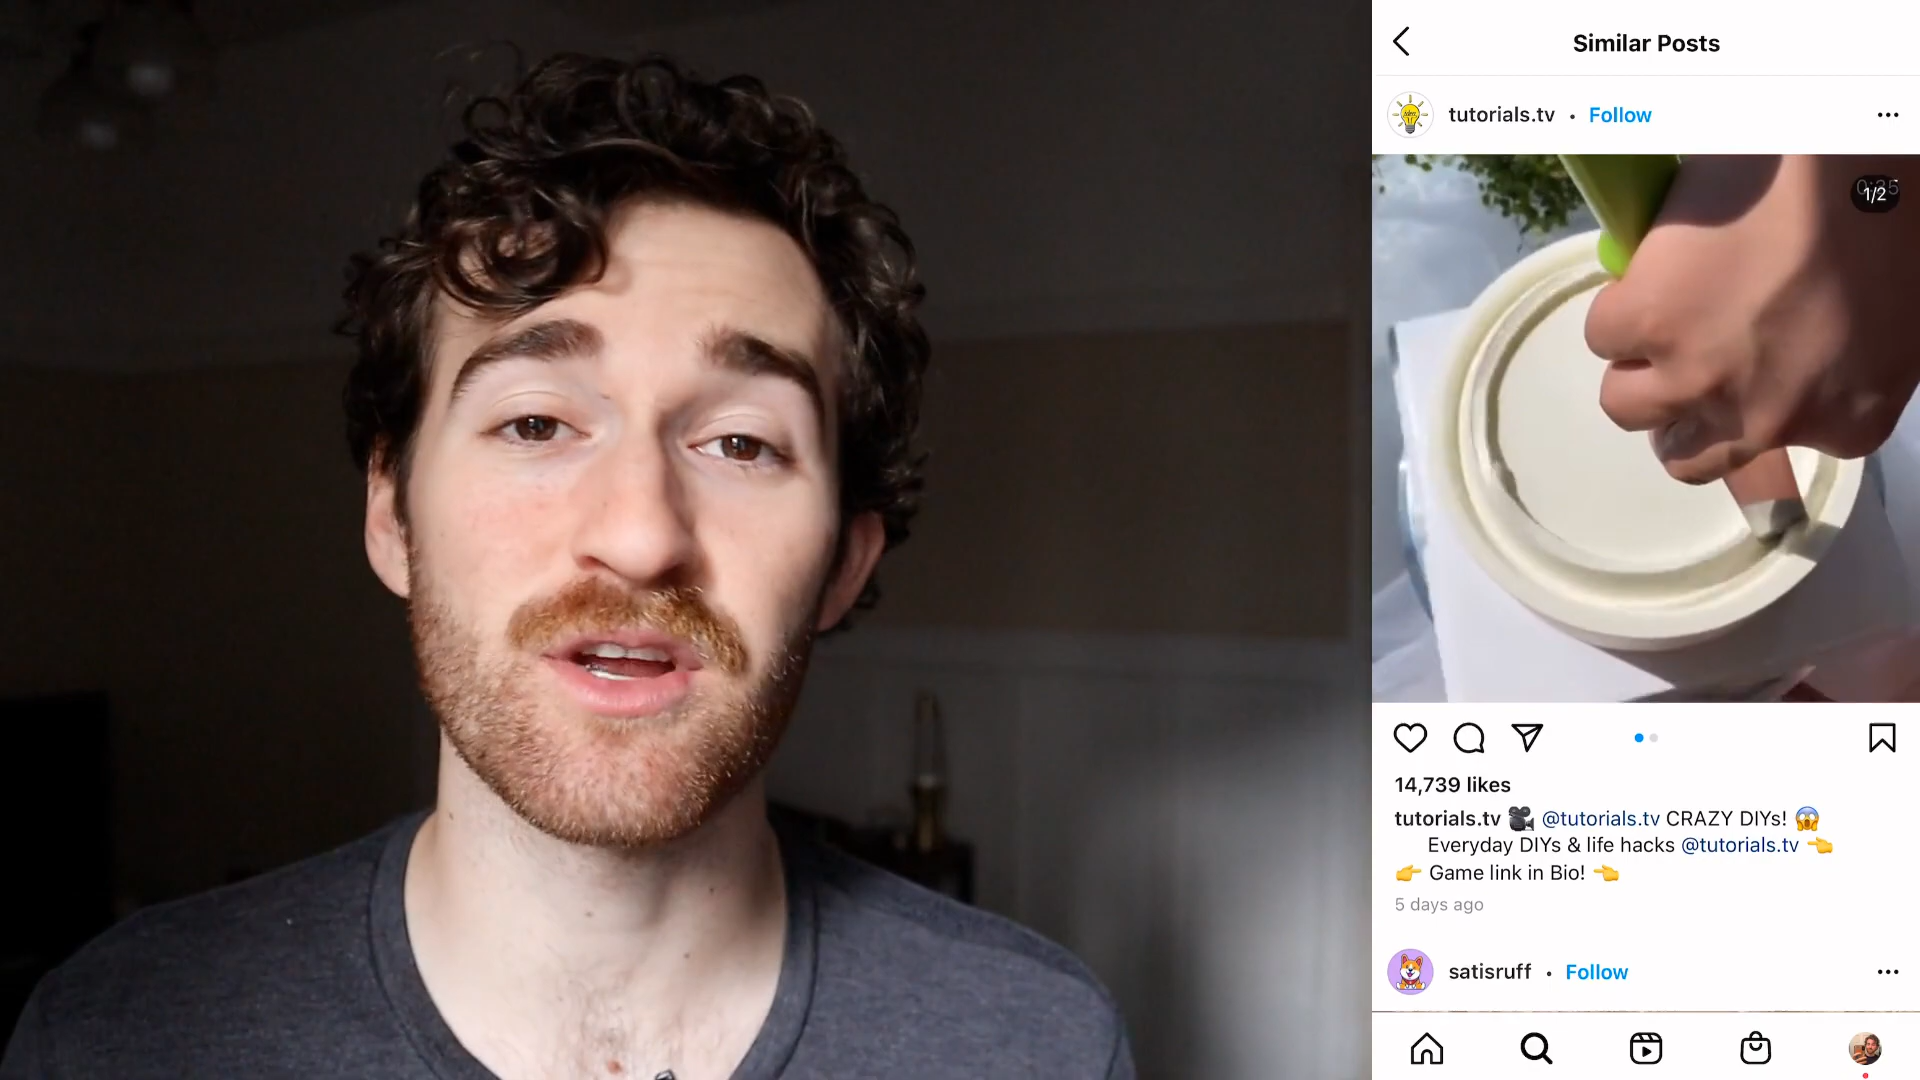 Similar Posts
tutorials.tv • Follow
1/2
14,739 likes
tutorials.tv 🎥 @tutorials.tv CRAZY DIYs! 😱
Everyday DIYs & life hacks @tutorials.tv 👈
👉 Game link in Bio! 👈
5 days ago
satisruff • Follow